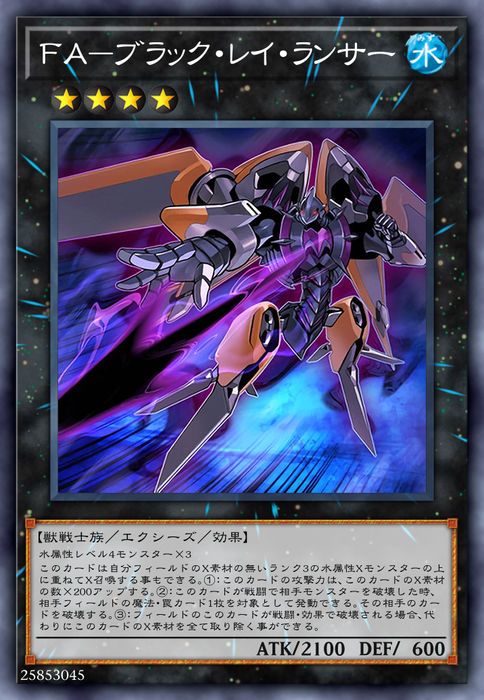 FA－ブラック・レイ・ランサー
みず
水
【獣戦士族／エクシーズ／効果】
水属性レベル4モンスター×3
このカードは自分フィールドのX素材の無いランク3の水属性Xモンスターの上
に重ねてX召喚する事もできる。①：このカードの攻撃力は、このカードのX素材
の数×200アップする。②：このカードが戦闘で相手モンスターを破壊した時、
相手フィールドの魔法・罠カード1枚を対象として発動できる。その相手のカード
を破壊する。③：フィールドのこのカードが戦闘・効果で破壊される場合、代
わりにこのカードのX素材を全て取り除く事ができる。
ATK/2100 DEF/ 600
25853045